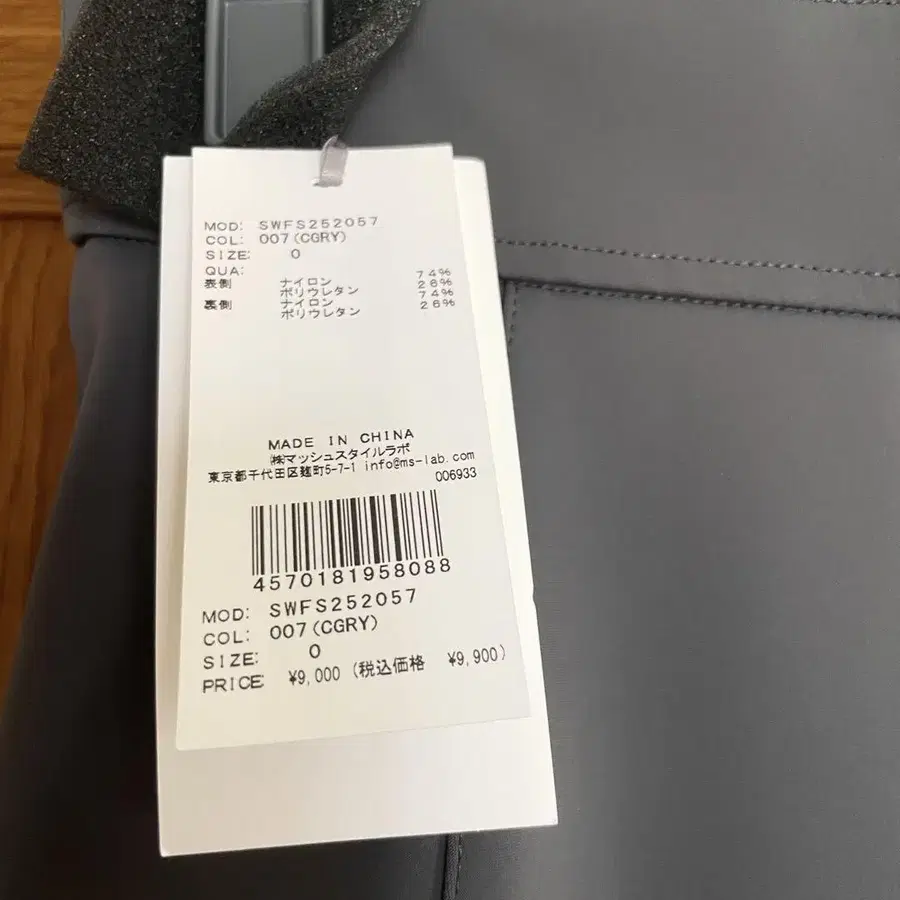 MOD: SWFS252057
COL: 007(CGRY)
SIZE: 0
QUA:
表側 ナイロン 74%
ポリウレタン 26%
裏側 ナイロン 74%
ポリウレタン 26%
MADE IN CHINA
㈱マッシュスタイルラボ
東京都千代田区麹町5-7-1 info@ms-lab.com
006933
4570181958088
MOD: SWFS252057
COL: 007(CGRY)
SIZE: 0
PRICE: ¥9,000 (税込価格 ¥9,900)